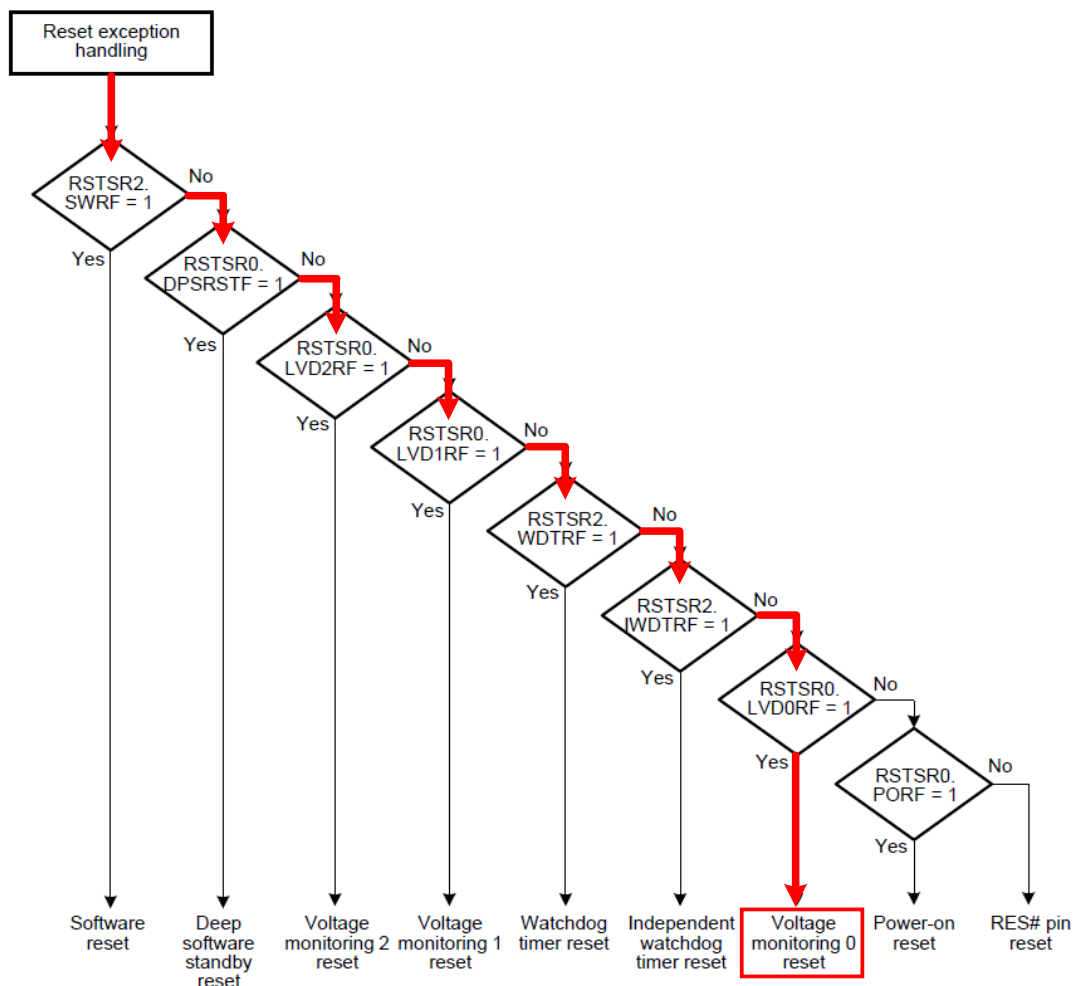 Reset exception
handling
RSTSR2.
SWRF = 1
No
Yes
RSTSR0.
DPSRSTF = 1
No
Yes
RSTSR0.
LVD2RF = 1
No
Yes
RSTSR0.
LVD1RF = 1
No
Yes
RSTSR2.
WDTRF = 1
No
Yes
RSTSR2.
IWDTRF = 1
No
Yes
RSTSR0.
LVD0RF = 1
No
Yes
RSTSR0.
PORF = 1
No
Yes
Software
reset
Deep
software
standby
reset
Voltage
monitoring 2
reset
Voltage
monitoring 1
reset
Watchdog
timer reset
Independent
watchdog
timer reset
Voltage
monitoring 0
reset
Power-on
reset
RES# pin
reset